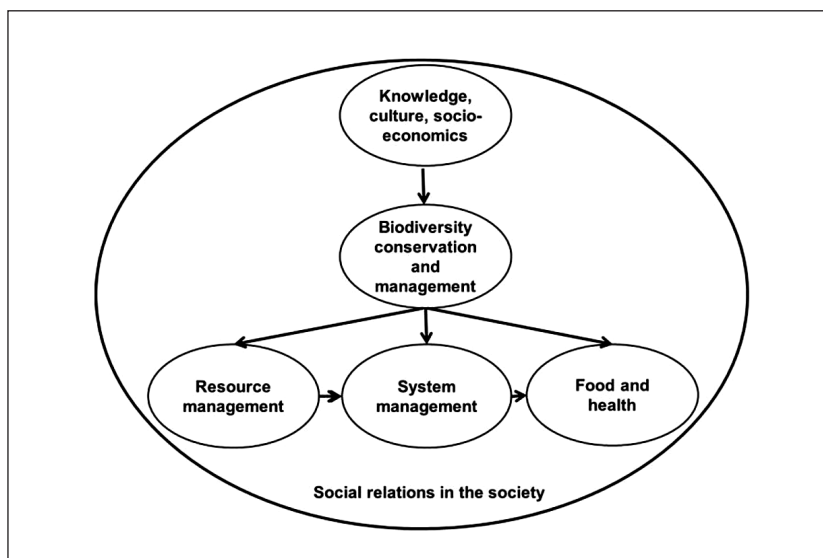 Knowledge,
culture, socio-
economics
Biodiversity
conservation
and
management
Resource
management
System
management
Food and
health
Social relations in the society